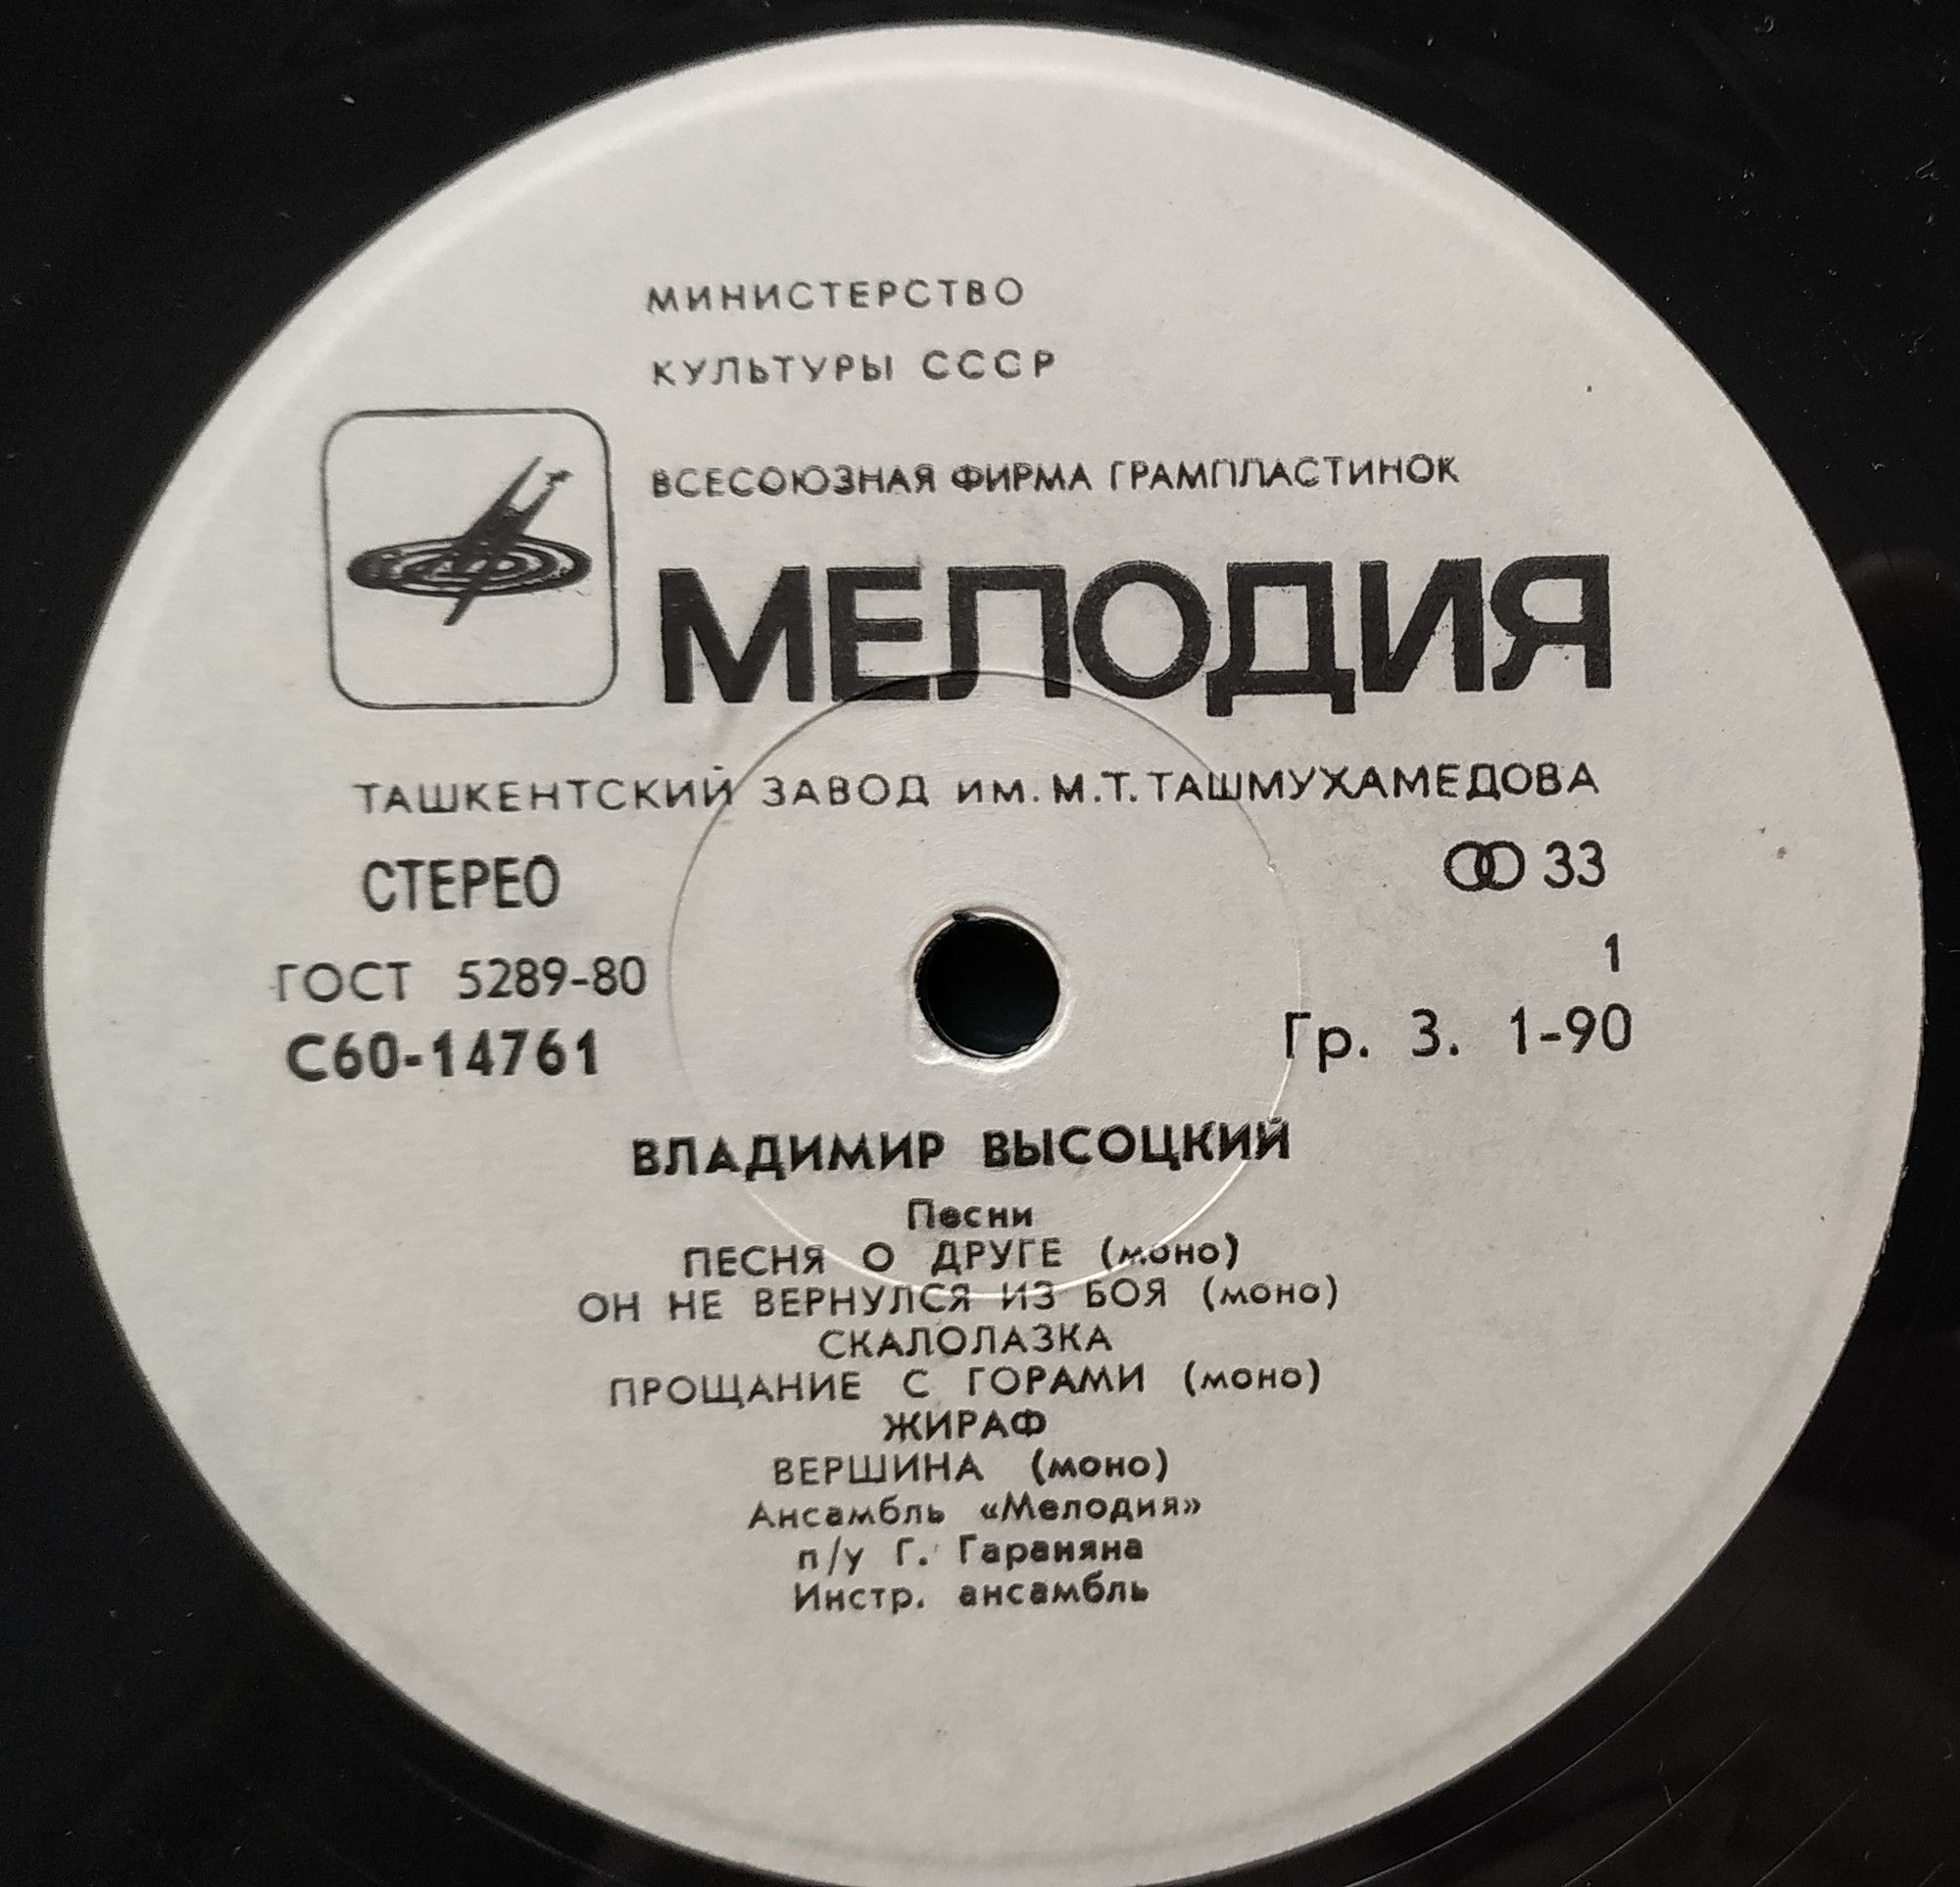 МИНИСТЕРСТВО
КУЛЬТУРЫ СССР
ВСЕСОЮЗНАЯ ФИРМА ГРАМПЛАСТИНОК
МЕЛОДИЯ
ТАШКЕНТСКИЙ ЗАВОД ИМ. М.Т. ТАШМУХАМЕДОВА
СТЕРЕО
33
ГОСТ 5289-80
1
С60-14761
Гр. 3. 1-90
ВЛАДИМИР ВЫСОЦКИЙ
Песни
ПЕСНЯ О ДРУГЕ (моно)
ОН НЕ ВЕРНУЛСЯ ИЗ БОЯ (моно)
СКАЛОЛАЗКА
ПРОЩАНИЕ С ГОРАМИ (моно)
ЖИРАФ
ВЕРШИНА (моно)
Ансамбль «Мелодия»
п/у Г. Гараняна
Инстр. ансамбль